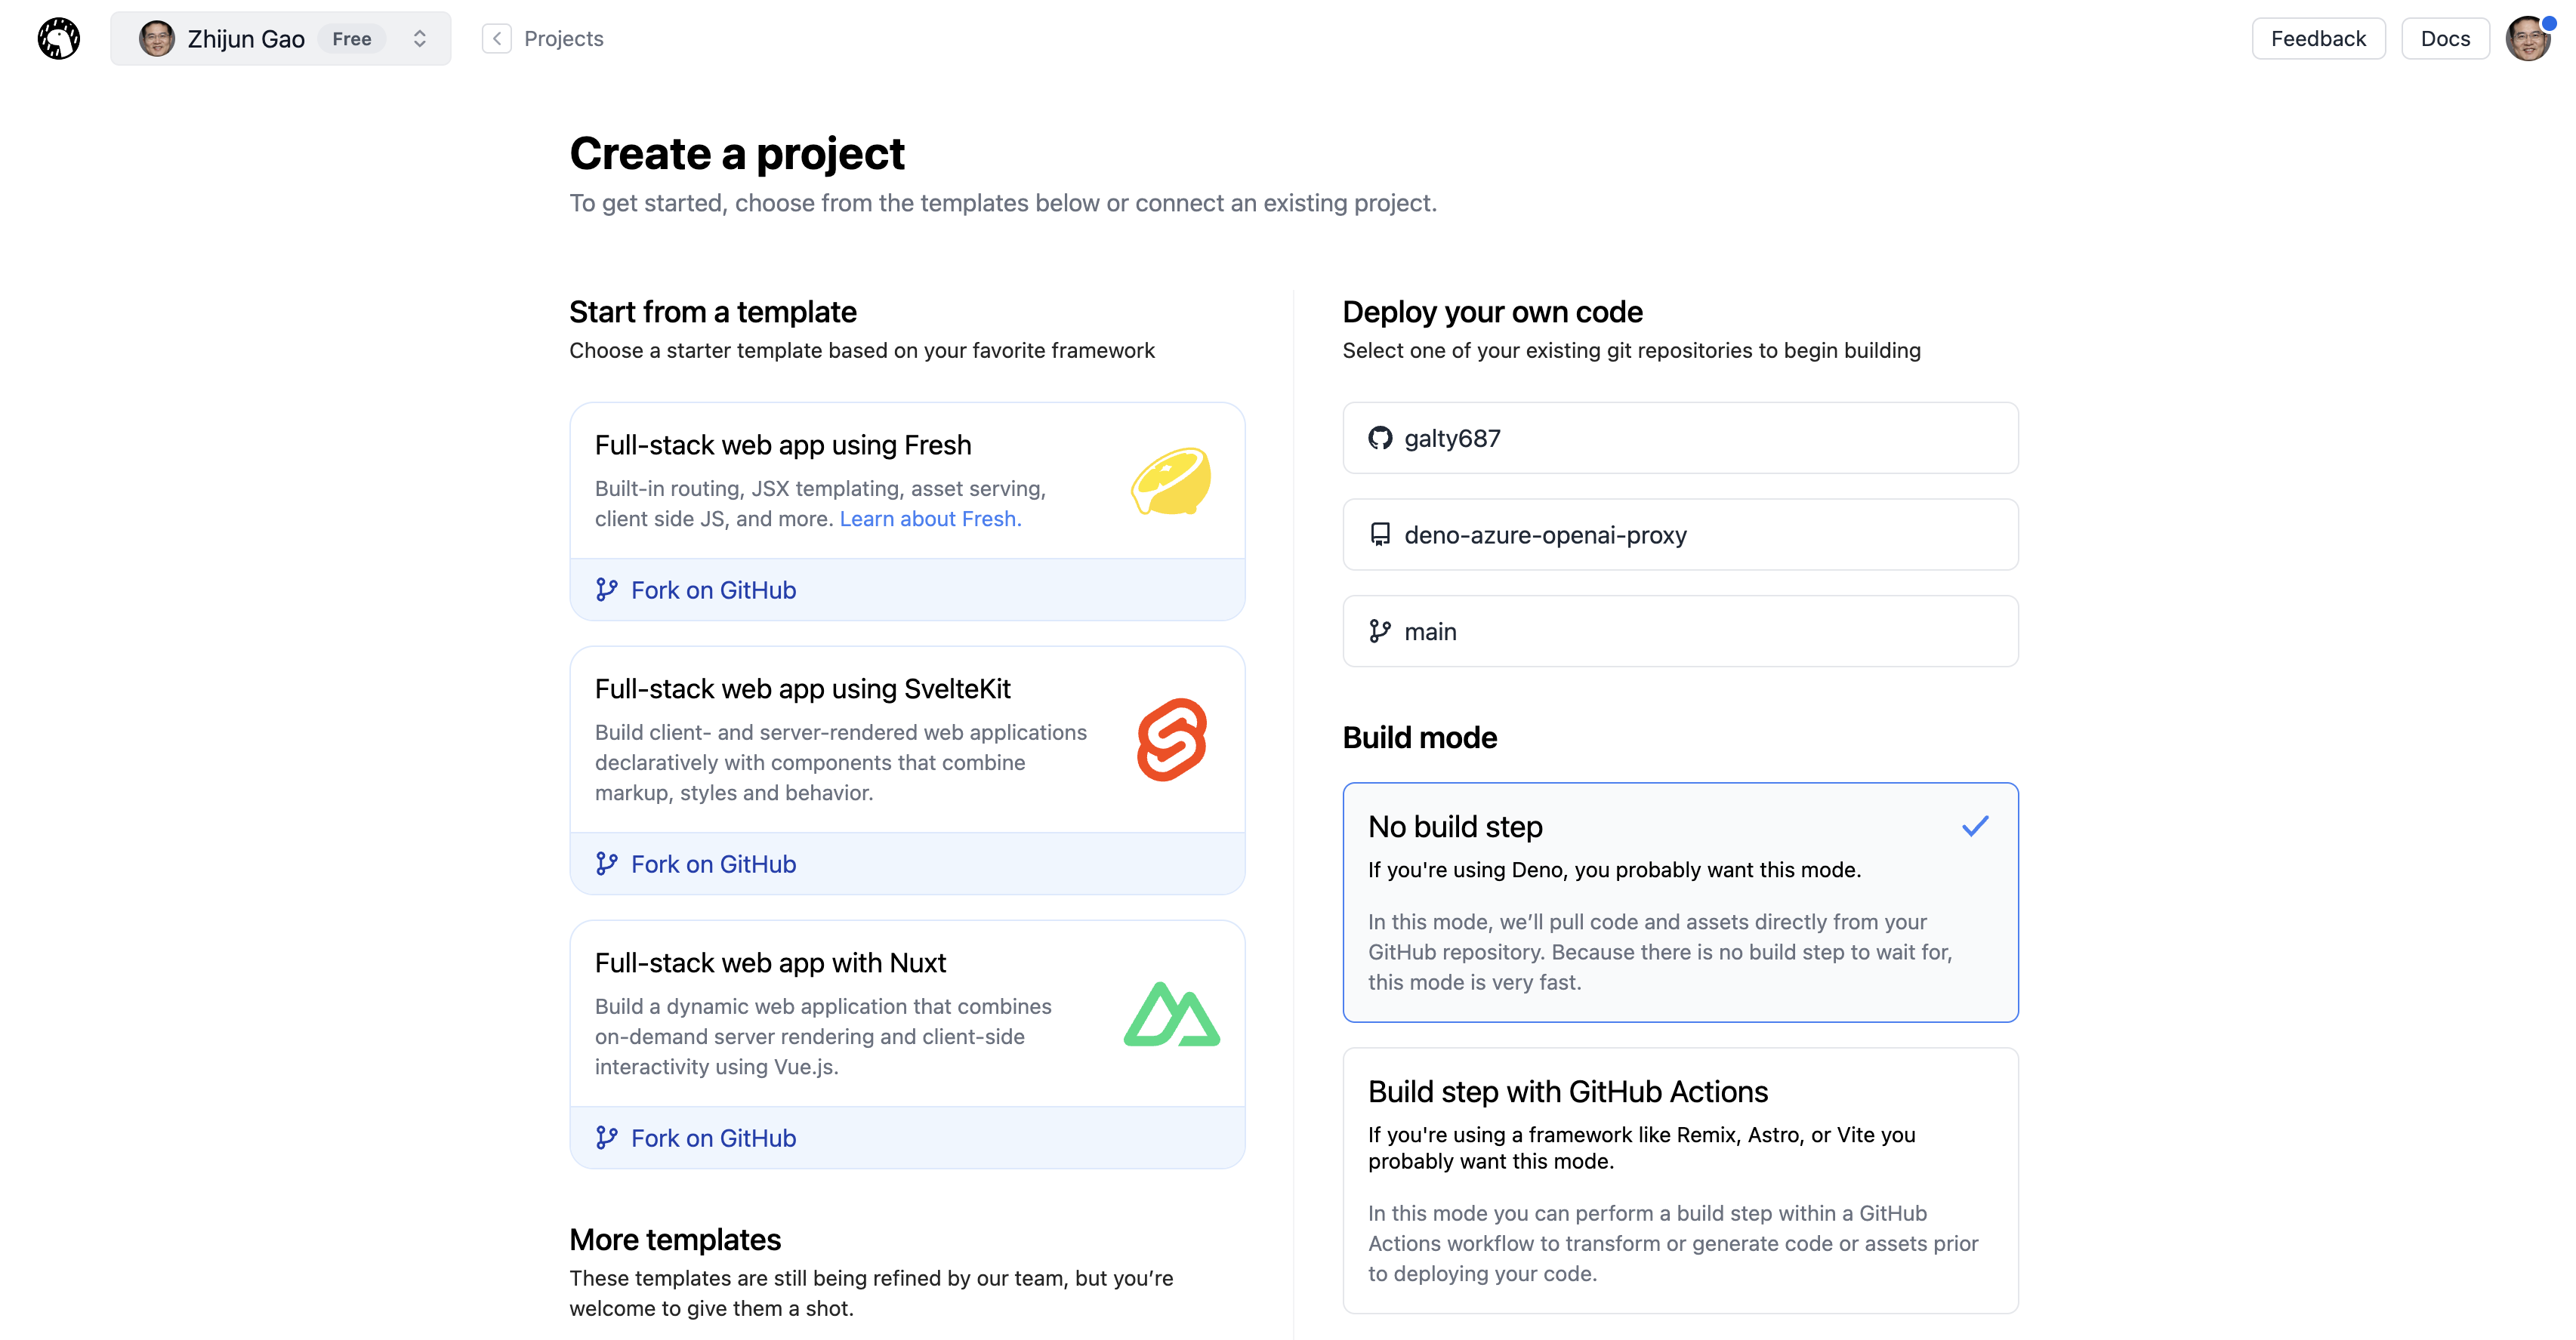 Zhijun Gao Free
Projects
Feedback
Docs
Create a project
To get started, choose from the templates below or connect an existing project.
Start from a template
Choose a starter template based on your favorite framework
Full-stack web app using Fresh
Built-in routing, JSX templating, asset serving,
client side JS, and more. Learn about Fresh.
Fork on GitHub
Full-stack web app using SvelteKit
Build client- and server-rendered web applications
declaratively with components that combine
markup, styles and behavior.
Fork on GitHub
Full-stack web app with Nuxt
Build a dynamic web application that combines
on-demand server rendering and client-side
interactivity using Vue.js.
Fork on GitHub
More templates
These templates are still being refined by our team, but you’re
welcome to give them a shot.
Deploy your own code
Select one of your existing git repositories to begin building
galty687
deno-azure-openai-proxy
main
Build mode
No build step
If you're using Deno, you probably want this mode.
In this mode, we’ll pull code and assets directly from your
GitHub repository. Because there is no build step to wait for,
this mode is very fast.
Build step with GitHub Actions
If you're using a framework like Remix, Astro, or Vite you
probably want this mode.
In this mode you can perform a build step within a GitHub
Actions workflow to transform or generate code or assets prior
to deploying your code.